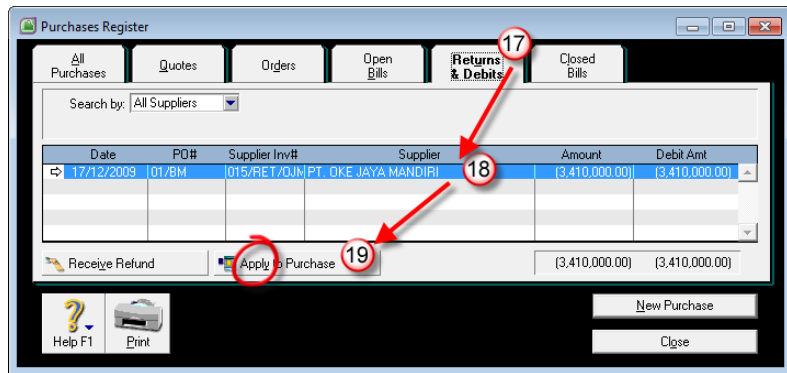 Purchases Register
17
All Purchases
Quotes
Orders
Open Bills
Returns & Debits
Closed Bills
Search by: All Suppliers
Date PO# Supplier Inv# Supplier Amount Debit Amt
17/12/2009 01/BM 015/RET/OJM PT. OKE JAYA MANDIRI (3,410,000.00) (3,410,000.00)
18
19
Receive Refund Apply to Purchase (3,410,000.00) (3,410,000.00)
New Purchase
Help F1 Print Close